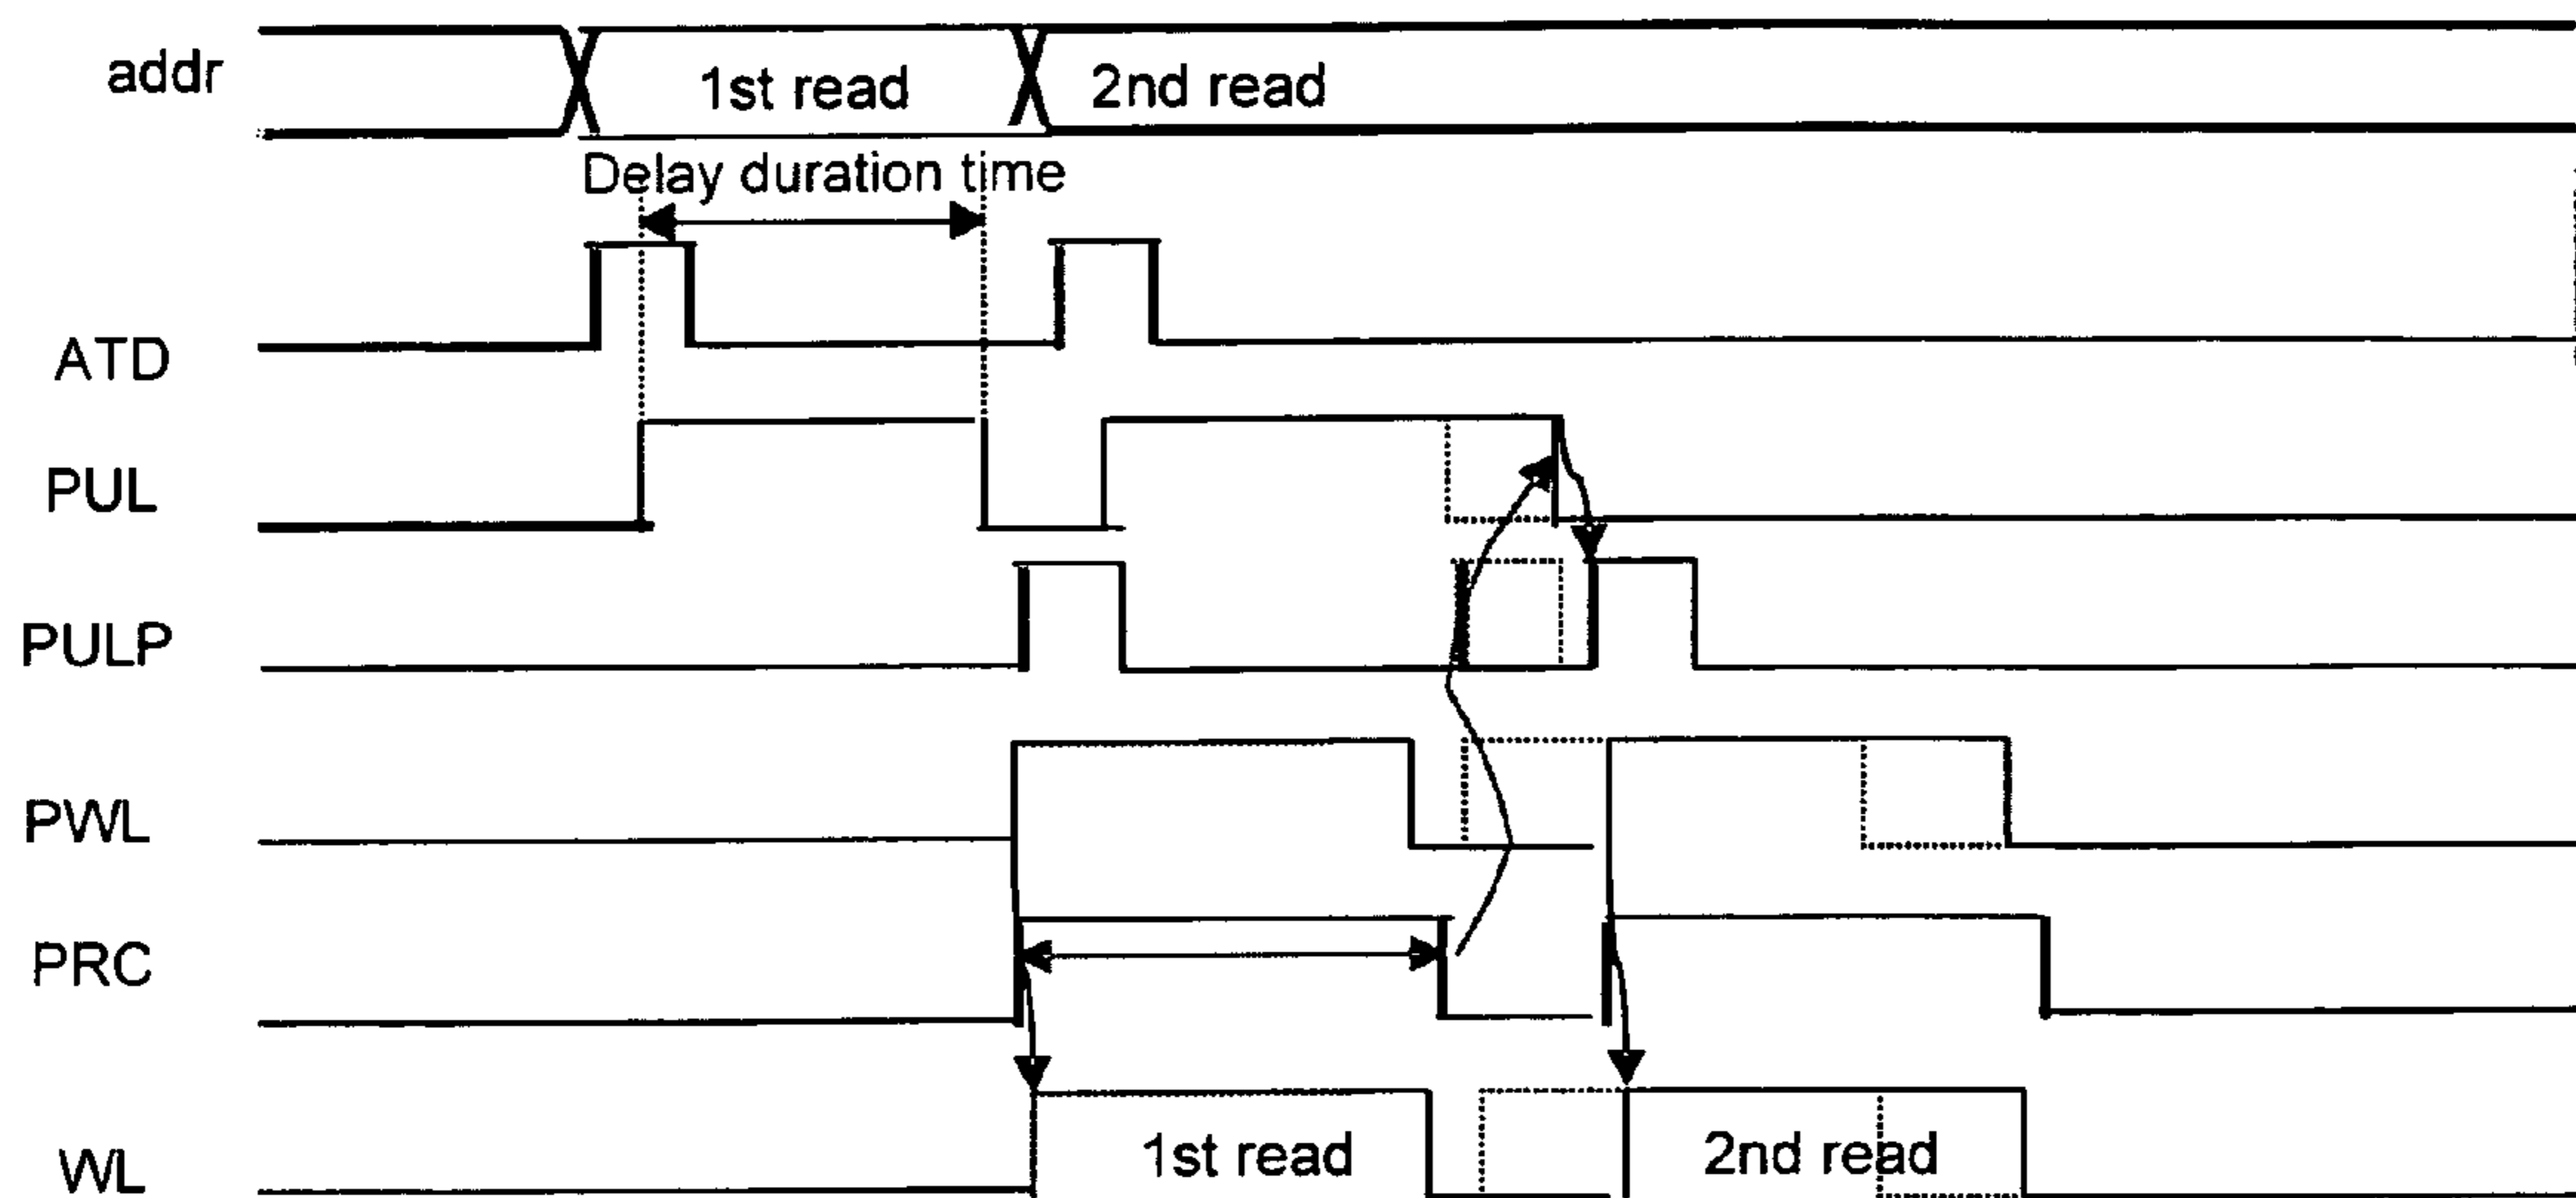 addr
1st read
2nd read
Delay duration time
ATD
PUL
PULP
PWL
PRC
WL
1st read
2nd read